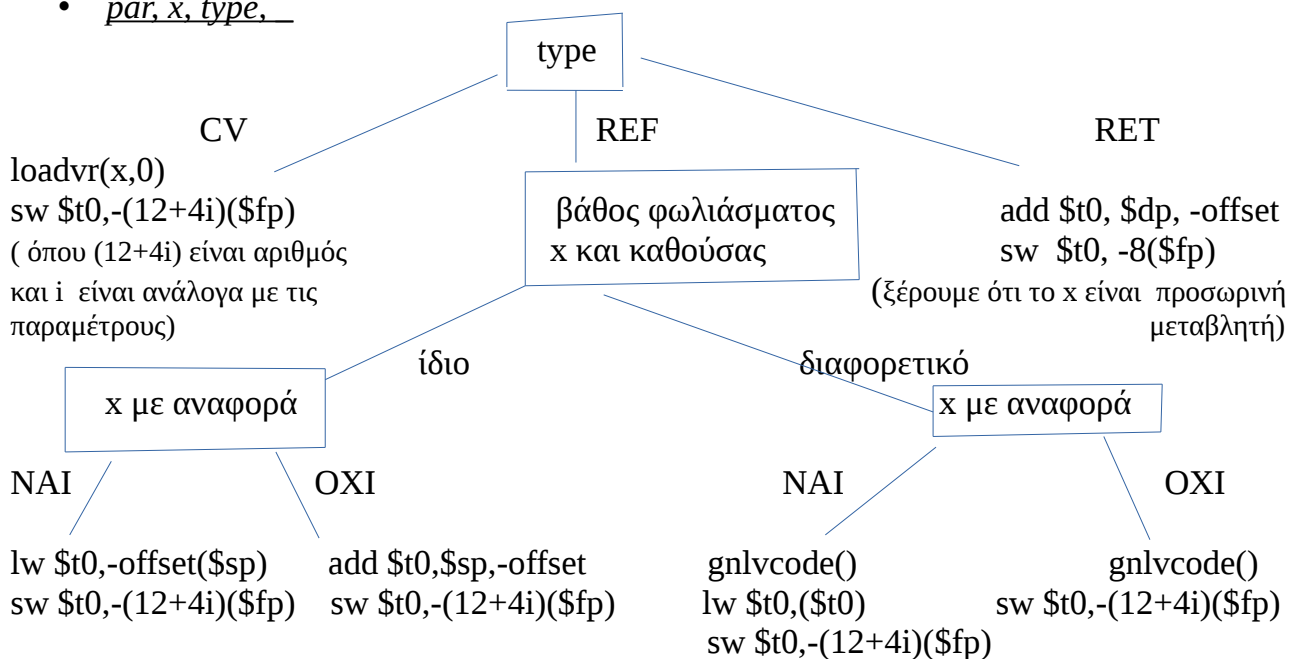 • par, x, type, _
type
CV
REF
RET
loadvr(x,0)
sw $t0,-(12+4i)($fp)
( όπου (12+4i) είναι αριθμός
και i είναι ανάλογα με τις
παραμέτρους)
βάθος φωλιάσματος
x και καθούσας
add $t0, $dp, -offset
sw $t0, -8($fp)
(ξέρουμε ότι το x είναι προσωρινή
μεταβλητή)
ίδιο
διαφορετικό
x με αναφορά
x με αναφορά
ΝΑΙ
ΟΧΙ
ΝΑΙ
ΟΧΙ
lw $t0,-offset($sp)
sw $t0,-(12+4i)($fp)
add $t0,$sp,-offset
sw $t0,-(12+4i)($fp)
gnlvcode()
lw $t0,($t0)
sw $t0,-(12+4i)($fp)
gnlvcode()
sw $t0,-(12+4i)($fp)